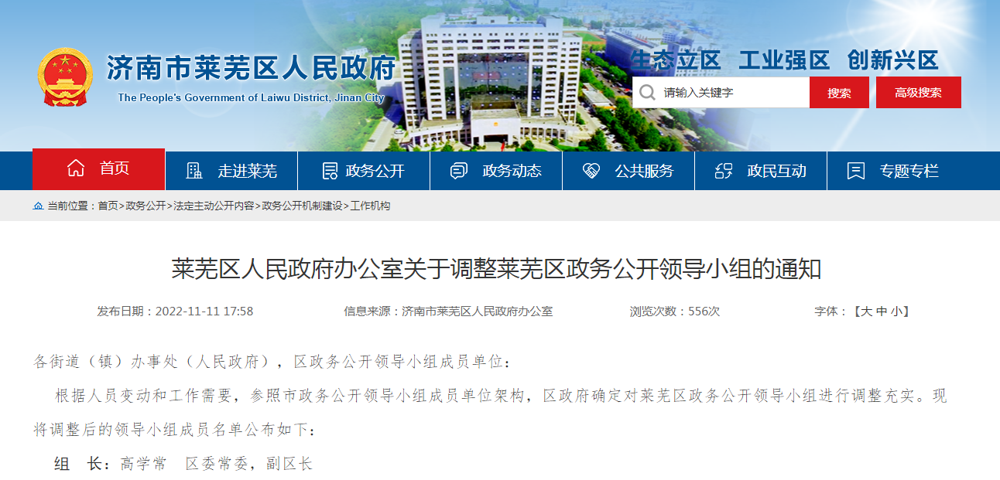 济南市莱芜区人民政府
The People's Government of Laiwu District, Jinan City
生态立区 工业强区 创新兴区
请输入关键字 搜索 高级搜索
首页 走进莱芜 政务公开 政务动态 公共服务 政民互动 专题专栏
当前位置：首页>政务公开>法定主动公开内容>政务公开机制建设>工作机构
莱芜区人民政府办公室关于调整莱芜区政务公开领导小组的通知
发布日期：2022-11-11 17:58 信息来源：济南市莱芜区人民政府办公室 浏览次数：556次 字体：【大 中 小】
各街道（镇）办事处（人民政府），区政务公开领导小组成员单位：
根据人员变动和工作需要，参照市政务公开领导小组成员单位架构，区政府确定对莱芜区政务公开领导小组进行调整充实。现
将调整后的领导小组成员名单公布如下：
组 长：高学常 区委常委，副区长